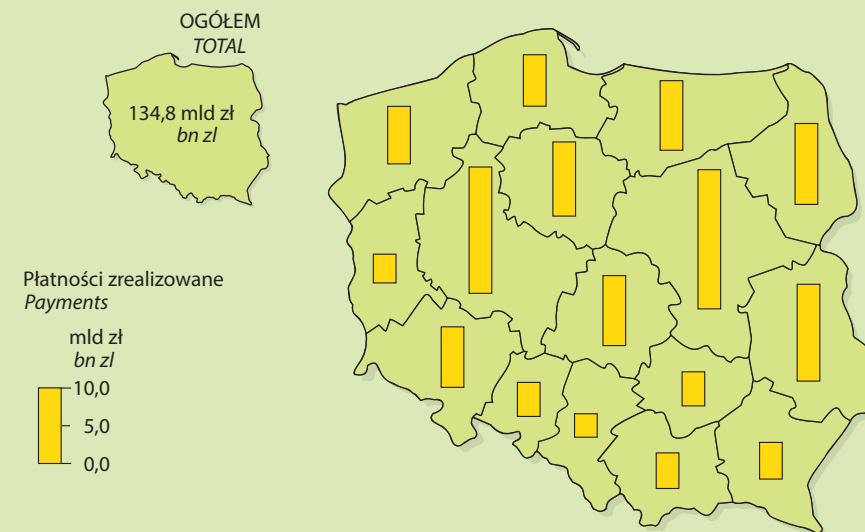 OGÓŁEM
TOTAL
134,8 mld zł
bn zl
Płatności zrealizowane
Payments
mld zł
bn zl
10,0
5,0
0,0